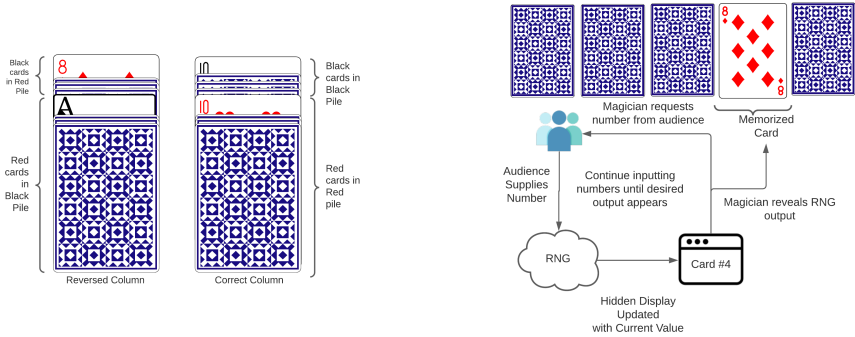 Black
cards
in Red
Pile
Red
cards
in
Black
Pile
8
A
Reversed Column
10
10
Correct Column
Black
cards in
Black
Pile
Red
cards in
Red
pile
8
8
Magician requests
number from audience
Memorized
Card
Audience
Supplies
Number
Continue inputting
numbers until desired
output appears
Magician reveals RNG
output
RNG
Card #4
Hidden Display
Updated
with Current Value